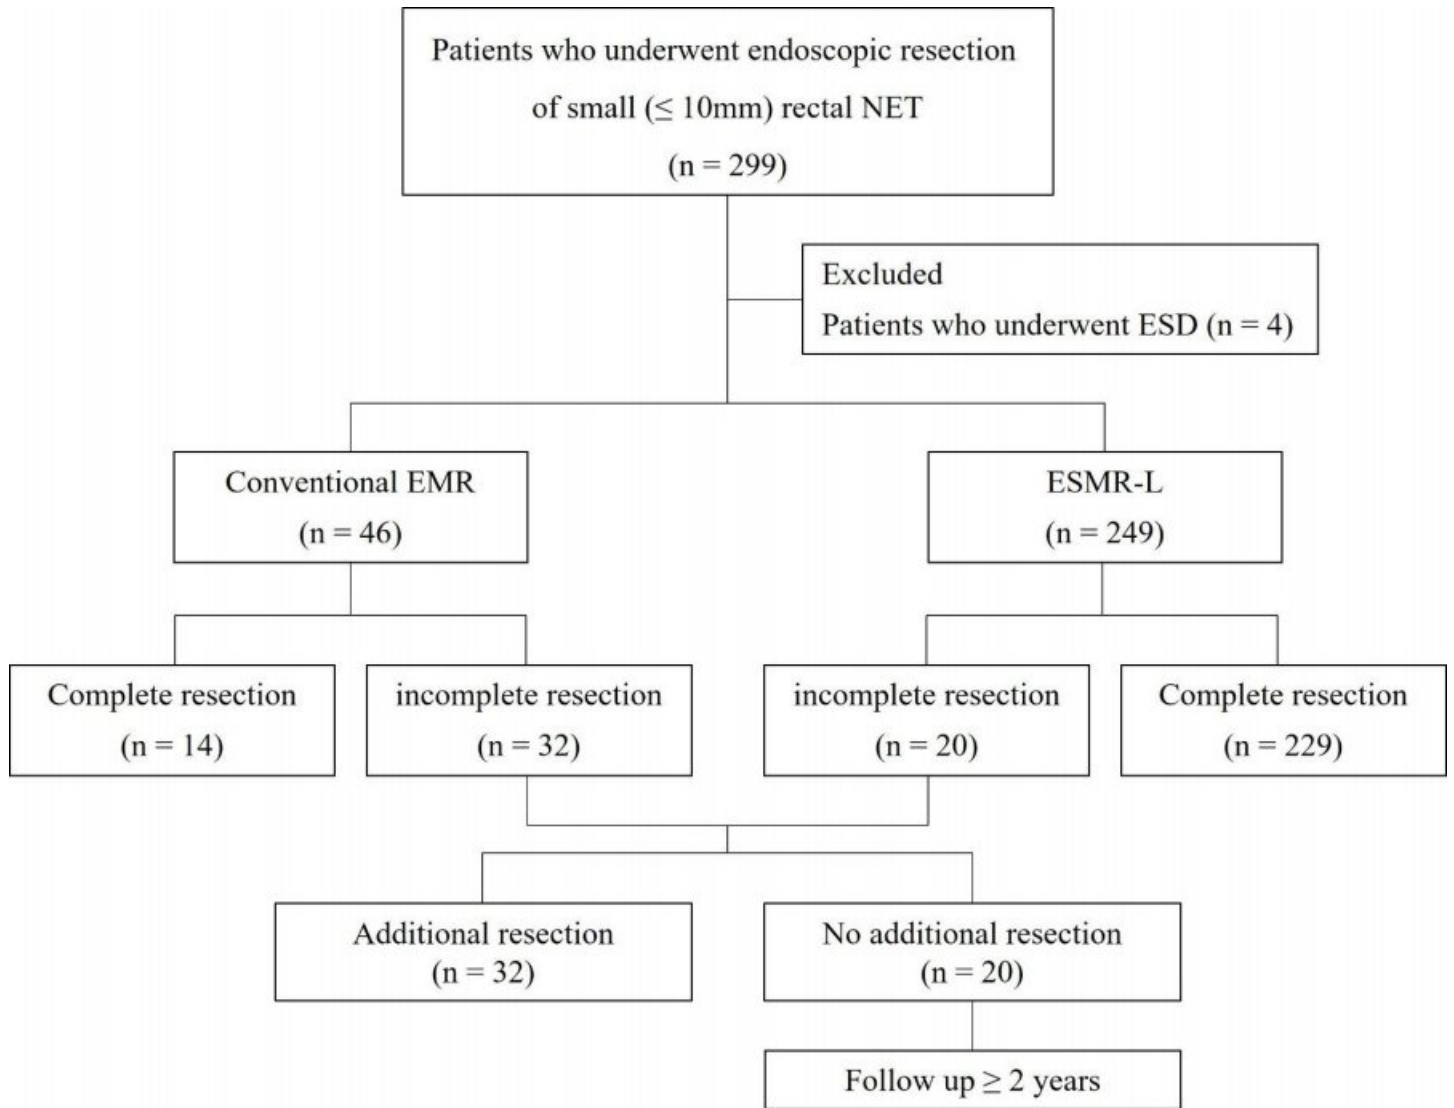 Patients who underwent endoscopic resection
of small (≤ 10mm) rectal NET
(n = 299)
Excluded
Patients who underwent ESD (n = 4)
Conventional EMR
(n = 46)
ESMR-L
(n = 249)
Complete resection
(n = 14)
incomplete resection
(n = 32)
incomplete resection
(n = 20)
Complete resection
(n = 229)
Additional resection
(n = 32)
No additional resection
(n = 20)
Follow up ≥ 2 years